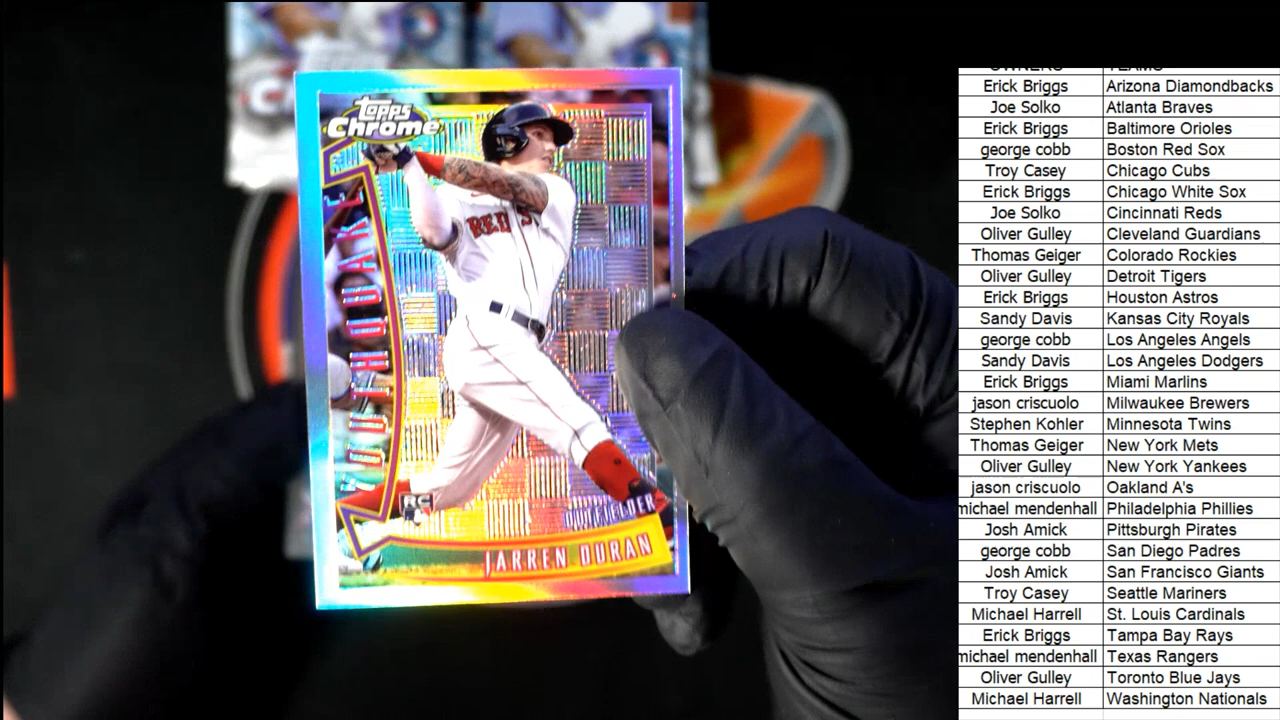 Topps
Chrome
YOUTHQUAKE
RED S
RC
OUTFIELDER
JARREN DURAN
OWNERS TEAMS
Erick Briggs Arizona Diamondbacks
Joe Solko Atlanta Braves
Erick Briggs Baltimore Orioles
george cobb Boston Red Sox
Troy Casey Chicago Cubs
Erick Briggs Chicago White Sox
Joe Solko Cincinnati Reds
Oliver Gulley Cleveland Guardians
Thomas Geiger Colorado Rockies
Oliver Gulley Detroit Tigers
Erick Briggs Houston Astros
Sandy Davis Kansas City Royals
george cobb Los Angeles Angels
Sandy Davis Los Angeles Dodgers
Erick Briggs Miami Marlins
jason criscuolo Milwaukee Brewers
Stephen Kohler Minnesota Twins
Thomas Geiger New York Mets
Oliver Gulley New York Yankees
jason criscuolo Oakland A's
michael mendenhall Philadelphia Phillies
Josh Amick Pittsburgh Pirates
george cobb San Diego Padres
Josh Amick San Francisco Giants
Troy Casey Seattle Mariners
Michael Harrell St. Louis Cardinals
Erick Briggs Tampa Bay Rays
michael mendenhall Texas Rangers
Oliver Gulley Toronto Blue Jays
Michael Harrell Washington Nationals